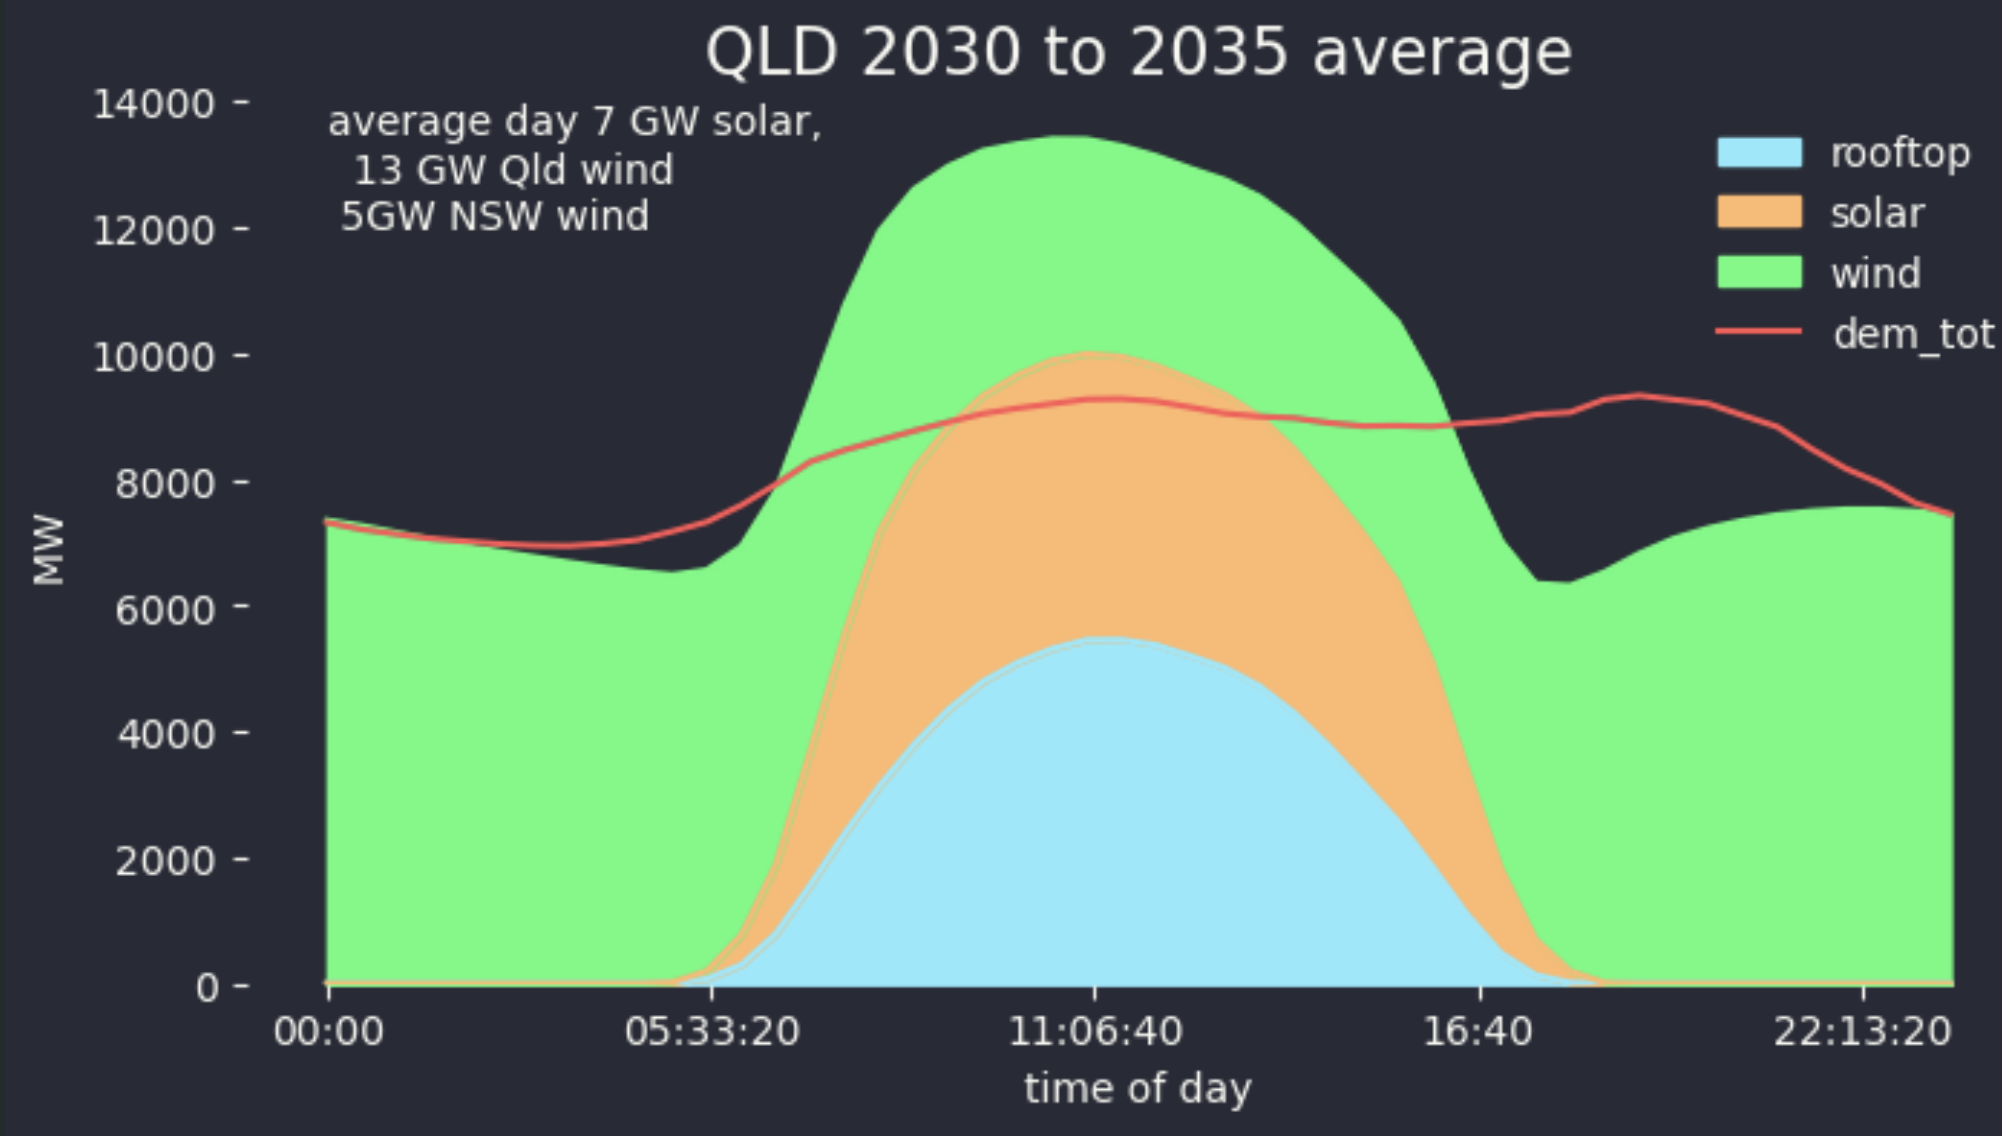 QLD 2030 to 2035 average
average day 7 GW solar,
13 GW Qld wind
5GW NSW wind
rooftop
solar
wind
dem_tot
MW
14000
12000
10000
8000
6000
4000
2000
0
00:00 05:33:20 11:06:40 16:40 22:13:20
time of day